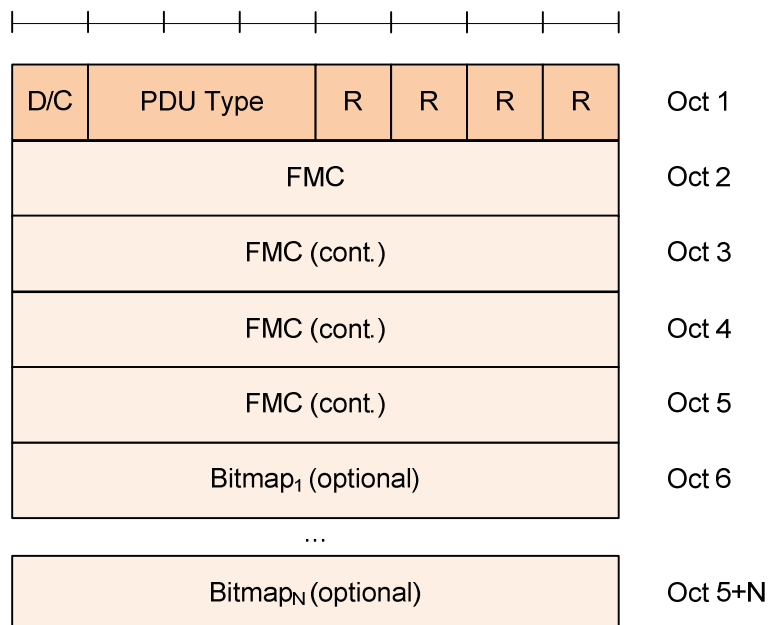 D/C PDU Type R R R R Oct 1
FMC Oct 2
FMC (cont.) Oct 3
FMC (cont.) Oct 4
FMC (cont.) Oct 5
Bitmap₁ (optional) Oct 6
...
Bitmap_N (optional) Oct 5+N